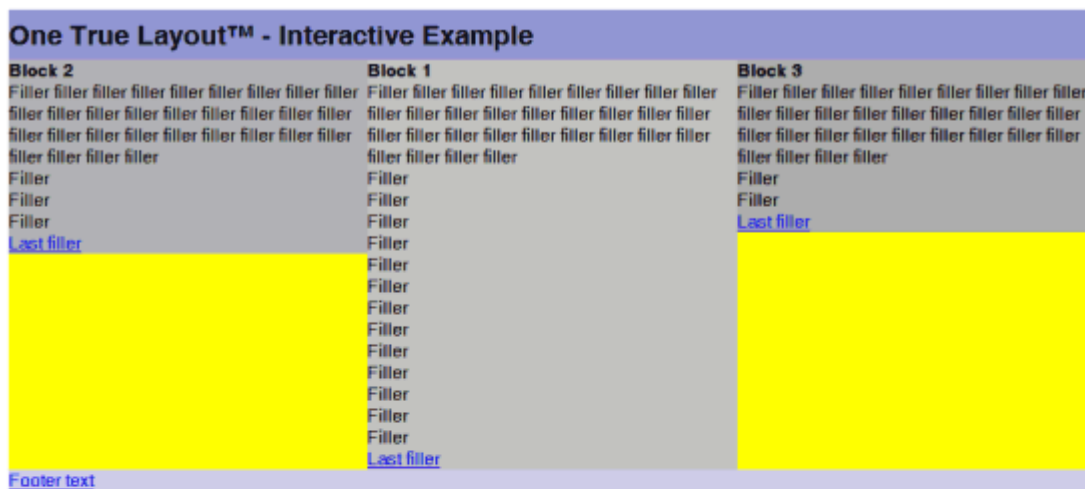 One True Layout™ - Interactive Example
Block 2
Filler filler filler filler filler filler filler filler filler
filler filler filler filler filler filler filler filler filler
filler filler filler filler filler filler filler filler filler
filler filler filler filler
Filler
Filler
Filler
Last filler
Block 1
Filler filler filler filler filler filler filler filler filler
filler filler filler filler filler filler filler filler filler
filler filler filler filler filler filler filler filler filler
filler filler filler filler
Filler
Filler
Filler
Filler
Filler
Filler
Filler
Filler
Filler
Filler
Filler
Filler
Filler
Last filler
Block 3
Filler filler filler filler filler filler filler filler filler
filler filler filler filler filler filler filler filler filler
filler filler filler filler filler filler filler filler filler
filler filler filler filler
Filler
Filler
Last filler
Footer text